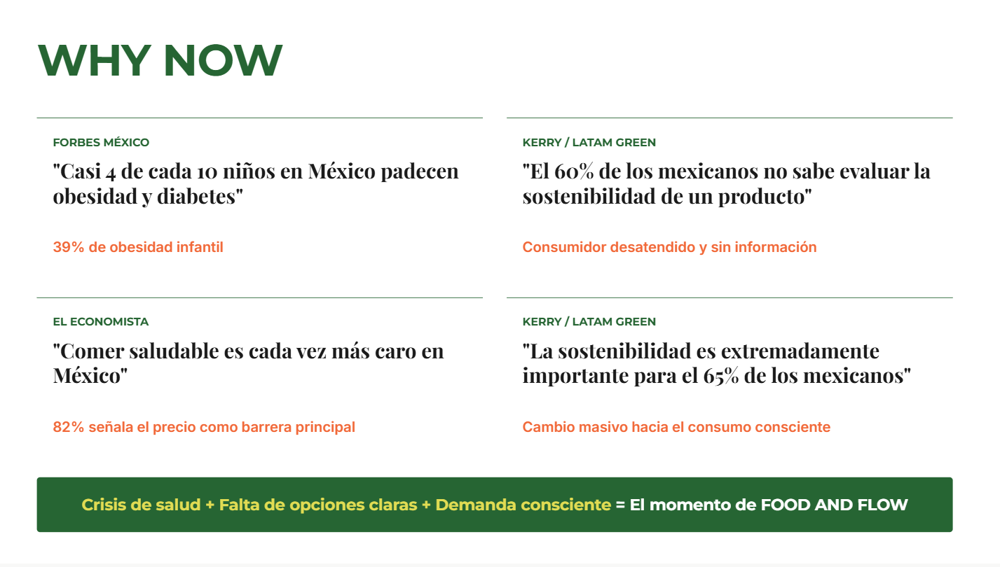 WHY NOW
FORBES MÉXICO
"Casi 4 de cada 10 niños en México padecen
obesidad y diabetes"
39% de obesidad infantil
KERRY / LATAM GREEN
"El 60% de los mexicanos no sabe evaluar la
sostenibilidad de un producto"
Consumidor desatendido y sin información
EL ECONOMISTA
"Comer saludable es cada vez más caro en
México"
82% señala el precio como barrera principal
KERRY / LATAM GREEN
"La sostenibilidad es extremadamente
importante para el 65% de los mexicanos"
Cambio masivo hacia el consumo consciente
Crisis de salud + Falta de opciones claras + Demanda consciente = El momento de FOOD AND FLOW